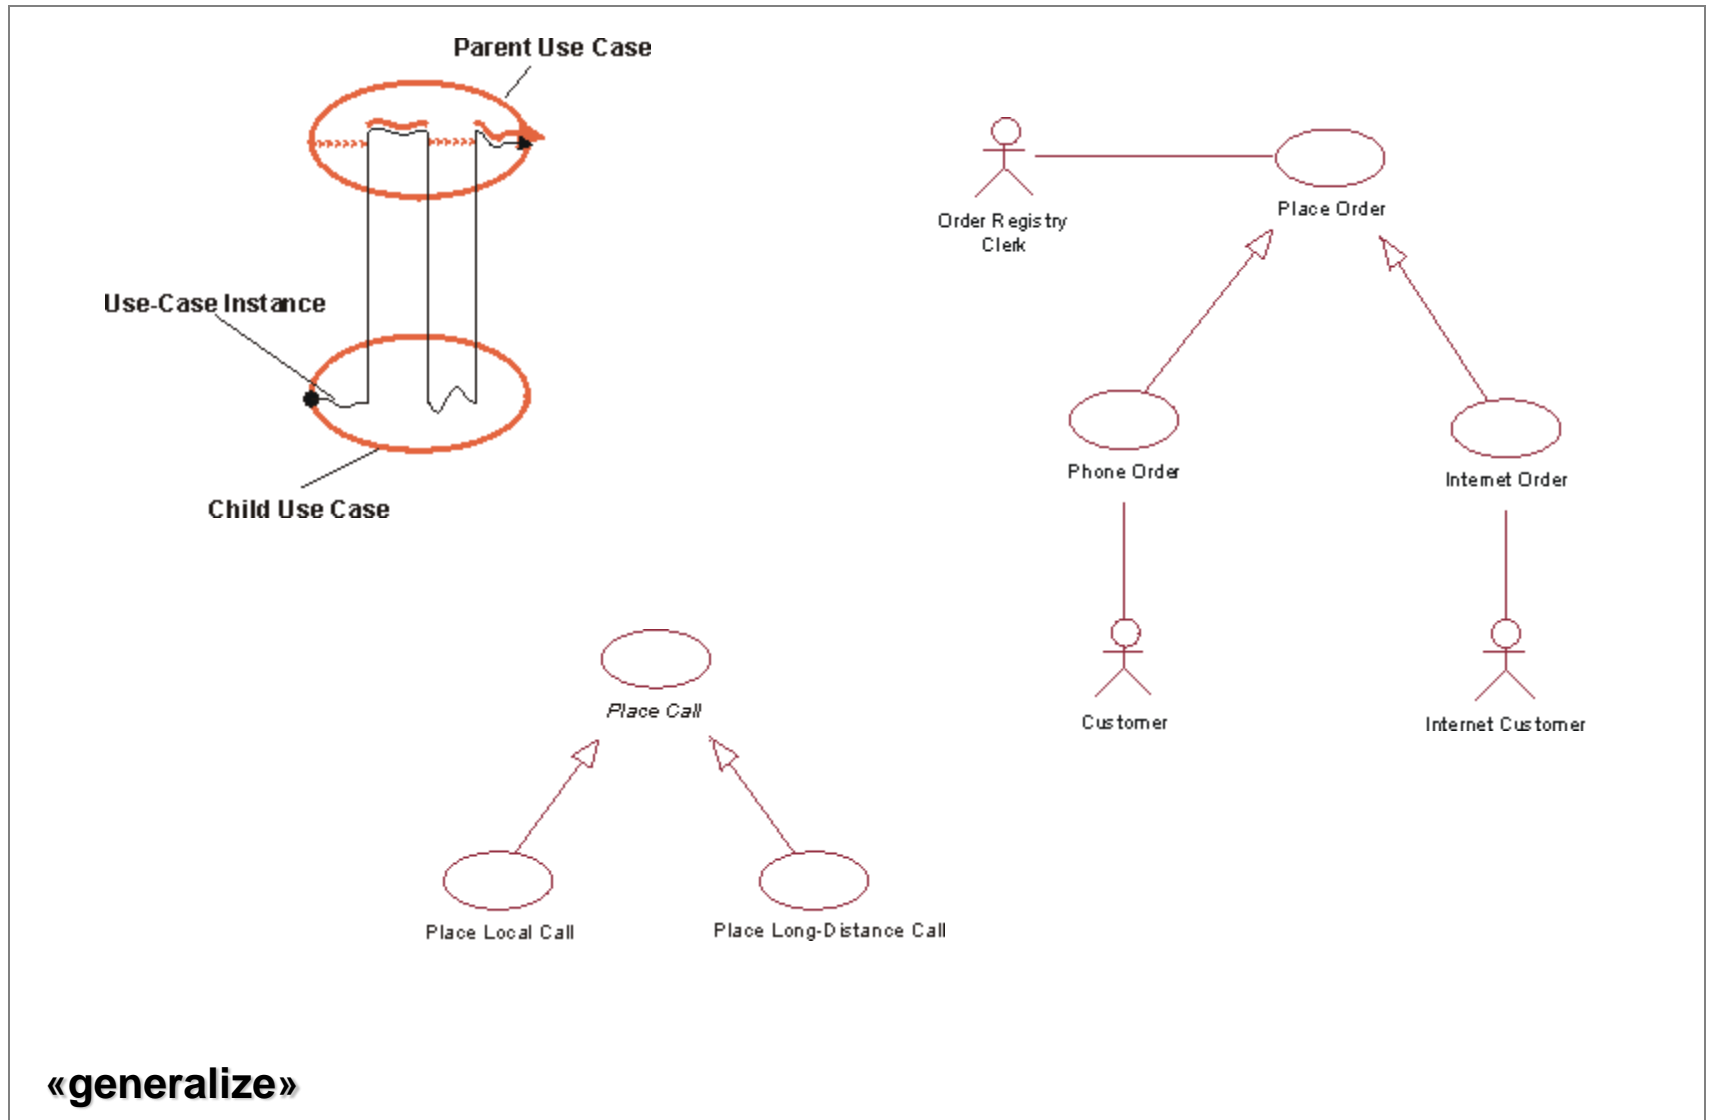 Parent Use Case
Use-Case Instance
Child Use Case
Order Registry
Clerk
Place Order
Phone Order
Internet Order
Customer
Internet Customer
Place Call
Place Local Call
Place Long-Distance Call
«generalize»